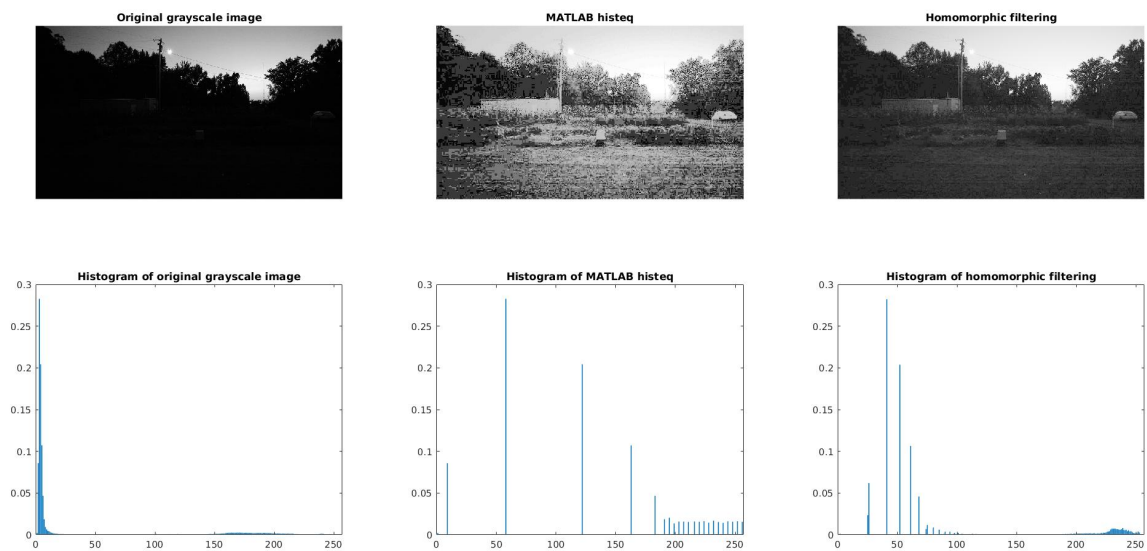 Original grayscale image
MATLAB histeq
Homomorphic filtering
Histogram of original grayscale image
0.3
0.25
0.2
0.15
0.1
0.05
0
0 50 100 150 200 250
Histogram of MATLAB histeq
0.3
0.25
0.2
0.15
0.1
0.05
0
0 50 100 150 200 250
Histogram of homomorphic filtering
0.3
0.25
0.2
0.15
0.1
0.05
0
0 50 100 150 200 250